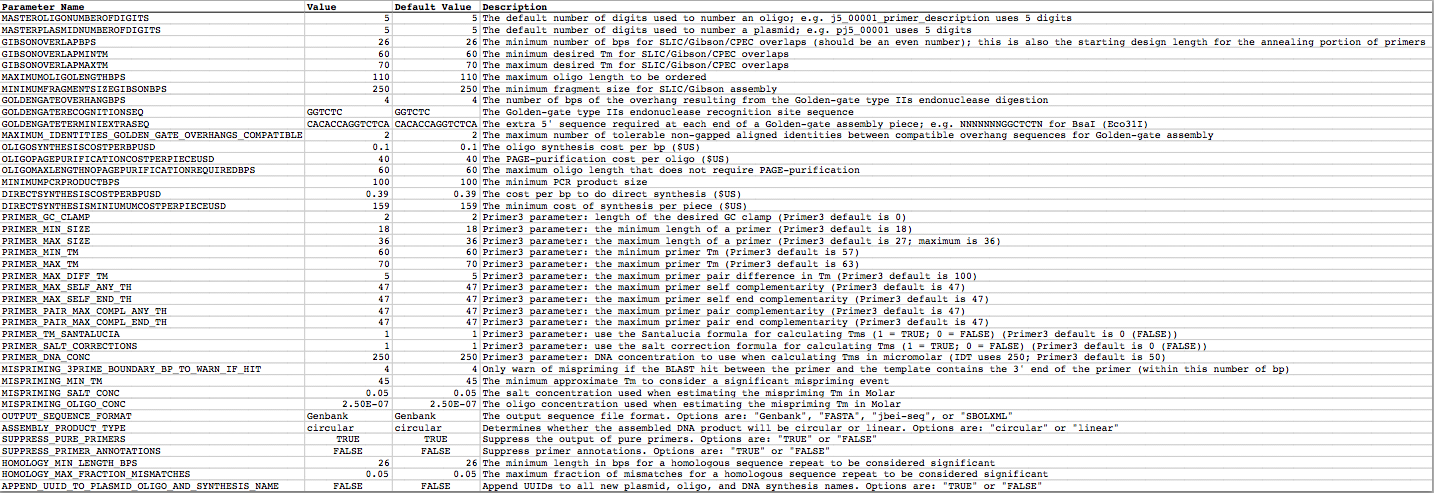 Parameter Name Value Default Value Description
MASTEROLIGONUMBEROFDIGITS 5 5 The default number of digits used to number an oligo; e.g. j5_00001_primer_description uses 5 digits
MASTERPLASMIDNUMBEROFDIGITS 5 5 The default number of digits used to number a plasmid; e.g. pj5_00001 uses 5 digits
GIBSONOVERLAPBPS 26 26 The minimum number of bps for SLIC/Gibson/CPEC overlaps (should be an even number); this is also the starting design length for the annealing portion of primers
GIBSONOVERLAPMINTM 60 60 The minimum desired Tm for SLIC/Gibson/CPEC overlaps
GIBSONOVERLAPMAXTM 70 70 The maximum desired Tm for SLIC/Gibson/CPEC overlaps
MAXIMUMOLIGOLENGTHBPS 110 110 The maximum oligo length to be ordered
MINIMUMFRAGMENTSIZEGIBSONBPS 250 250 The minimum fragment size for SLIC/Gibson assembly
GOLDENGATEOVERHANGBPS 4 4 The number of bps of the overhang resulting from the Golden-gate type IIs endonuclease digestion
GOLDENGATERECOGNITIONSEQ GGTCTC GGTCTC The Golden-gate type IIs endonuclease recognition site sequence
GOLDENGATETERMINIEXTRASEQ CACACCAGGTCTCA CACACCAGGTCTCA The extra 5' sequence required at each end of a Golden-gate assembly piece; e.g. NNNNNNNGGCTCTN for BsaI (Eco31I)
MAXIMUM_IDENTITIES_GOLDEN_GATE_OVERHANGS_COMPATIBLE 2 2 The maximum number of tolerable non-gapped aligned identities between compatible overhang sequences for Golden-gate assembly
OLIGOSYNTHESISCOSTPERBPUSD 0.1 0.1 The oligo synthesis cost per bp ($US)
OLIGOPAGEPURIFICATIONCOSTPERPIECEUSD 40 40 The PAGE-purification cost per oligo ($US)
OLIGOMAXLENGTHNOPAGEPURIFICATIONREQUIREDBPS 60 60 The maximum oligo length that does not require PAGE-purification
MINIMUMPCRPRODUCTBPS 100 100 The minimum PCR product size
DIRECTSYNTHESISCOSTPERBPUSD 0.39 0.39 The cost per bp to do direct synthesis ($US)
DIRECTSYNTHESISMINIUMUMCOSTPERPIECEUSD 159 159 The minimum cost of synthesis per piece ($US)
PRIMER_GC_CLAMP 2 2 Primer3 parameter: length of the desired GC clamp (Primer3 default is 0)
PRIMER_MIN_SIZE 18 18 Primer3 parameter: the minimum length of a primer (Primer3 default is 18)
PRIMER_MAX_SIZE 36 36 Primer3 parameter: the maximum length of a primer (Primer3 default is 27; maximum is 36)
PRIMER_MIN_TM 60 60 Primer3 parameter: the minimum primer Tm (Primer3 default is 57)
PRIMER_MAX_TM 70 70 Primer3 parameter: the maximum primer Tm (Primer3 default is 63)
PRIMER_MAX_DIFF_TM 5 5 Primer3 parameter: the maximum primer pair difference in Tm (Primer3 default is 100)
PRIMER_MAX_SELF_ANY_TH 47 47 Primer3 parameter: the maximum primer self complementarity (Primer3 default is 47)
PRIMER_MAX_SELF_END_TH 47 47 Primer3 parameter: the maximum primer self end complementarity (Primer3 default is 47)
PRIMER_PAIR_MAX_COMPL_ANY_TH 47 47 Primer3 parameter: the maximum primer pair complementarity (Primer3 default is 47)
PRIMER_PAIR_MAX_COMPL_END_TH 47 47 Primer3 parameter: the maximum primer pair end complementarity (Primer3 default is 47)
PRIMER_TM_SANTALUCIA 1 1 Primer3 parameter: use the Santalucia formula for calculating Tms (1 = TRUE; 0 = FALSE) (Primer3 default is 0 (FALSE))
PRIMER_SALT_CORRECTIONS 1 1 Primer3 parameter: use the salt correction formula for calculating Tms (1 = TRUE; 0 = FALSE) (Primer3 default is 0 (FALSE))
PRIMER_DNA_CONC 250 250 Primer3 parameter: DNA concentration to use when calculating Tms in micromolar (IDT uses 250; Primer3 default is 50)
MISPRIMING_3PRIME_BOUNDARY_BP_TO_WARN_IF_HIT 4 4 Only warn of mispriming if the BLAST hit between the primer and the template contains the 3' end of the primer (within this number of bp)
MISPRIMING_MIN_TM 45 45 The minimum approximate Tm to consider a significant mispriming event
MISPRIMING_SALT_CONC 0.05 0.05 The salt concentration used when estimating the mispriming Tm in Molar
MISPRIMING_OLIGO_CONC 2.50E-07 2.50E-07 The oligo concentration used when estimating the mispriming Tm in Molar
OUTPUT_SEQUENCE_FORMAT Genbank Genbank The output sequence file format. Options are: "Genbank", "FASTA", "jbei-seq", or "SBOLXML"
ASSEMBLY_PRODUCT_TYPE circular circular Determines whether the assembled DNA product will be circular or linear. Options are: "circular" or "linear"
SUPPRESS_PURE_PRIMERS TRUE TRUE Suppress the output of pure primers. Options are: "TRUE" or "FALSE"
SUPPRESS_PRIMER_ANNOTATIONS FALSE FALSE Suppress primer annotations. Options are: "TRUE" or "FALSE"
HOMOLOGY_MIN_LENGTH_BPS 26 26 The minimum length in bps for a homologous sequence repeat to be considered significant
HOMOLOGY_MAX_FRACTION_MISMATCHES 0.05 0.05 The maximum fraction of mismatches for a homologous sequence repeat to be considered significant
APPEND_UUID_TO_PLASMID_OLIGO_AND_SYNTHESIS_NAME FALSE FALSE Append UUIDs to all new plasmid, oligo, and DNA synthesis names. Options are: "TRUE" or "FALSE"